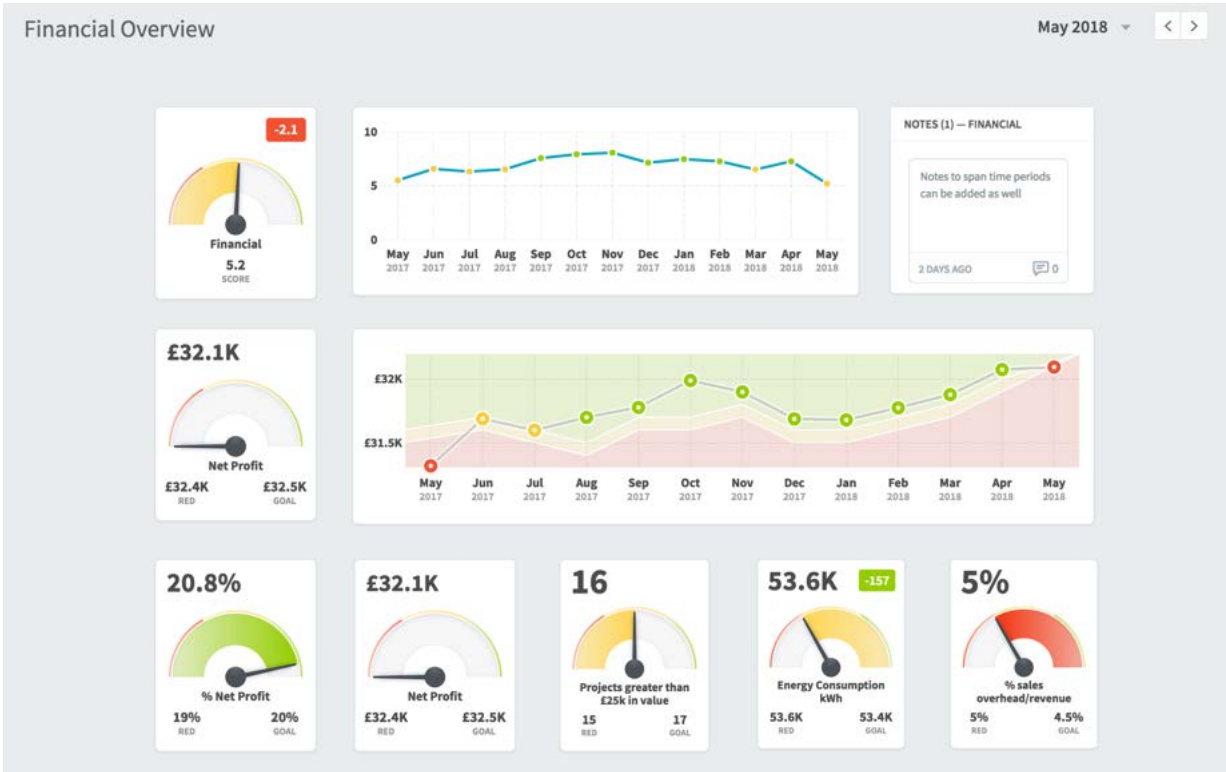 Financial Overview
May 2018
-2.1
Financial
5.2
SCORE
10
5
0
May Jun Jul Aug Sep Oct Nov Dec Jan Feb Mar Apr May
2017 2017 2017 2017 2017 2017 2017 2017 2018 2018 2018 2018 2018
NOTES (1) — FINANCIAL
Notes to span time periods
can be added as well
2 DAYS AGO 0
£32.1K
Net Profit
£32.4K £32.5K
RED GOAL
£32K
£31.5K
May Jun Jul Aug Sep Oct Nov Dec Jan Feb Mar Apr May
2017 2017 2017 2017 2017 2017 2017 2017 2018 2018 2018 2018 2018
20.8%
% Net Profit
19% 20%
RED GOAL
£32.1K
Net Profit
£32.4K £32.5K
RED GOAL
16
Projects greater than
£25k in value
15 17
RED GOAL
53.6K -157
Energy Consumption
kWh
53.6K 53.4K
RED GOAL
5%
% sales
overhead/revenue
5% 4.5%
RED GOAL